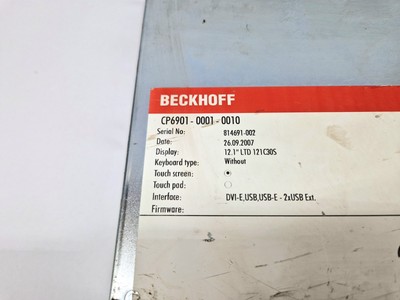 BECKHOFF
CP6901 - 0001 - 0010
Serial No: 814691-002
Date: 26.09.2007
Display: 12.1" LTD 121C30S
Keyboard type: Without
Touch screen:
Touch pad:
Interface: DVI-E,USB,USB-E - 2xUSB Ext.
Firmware: